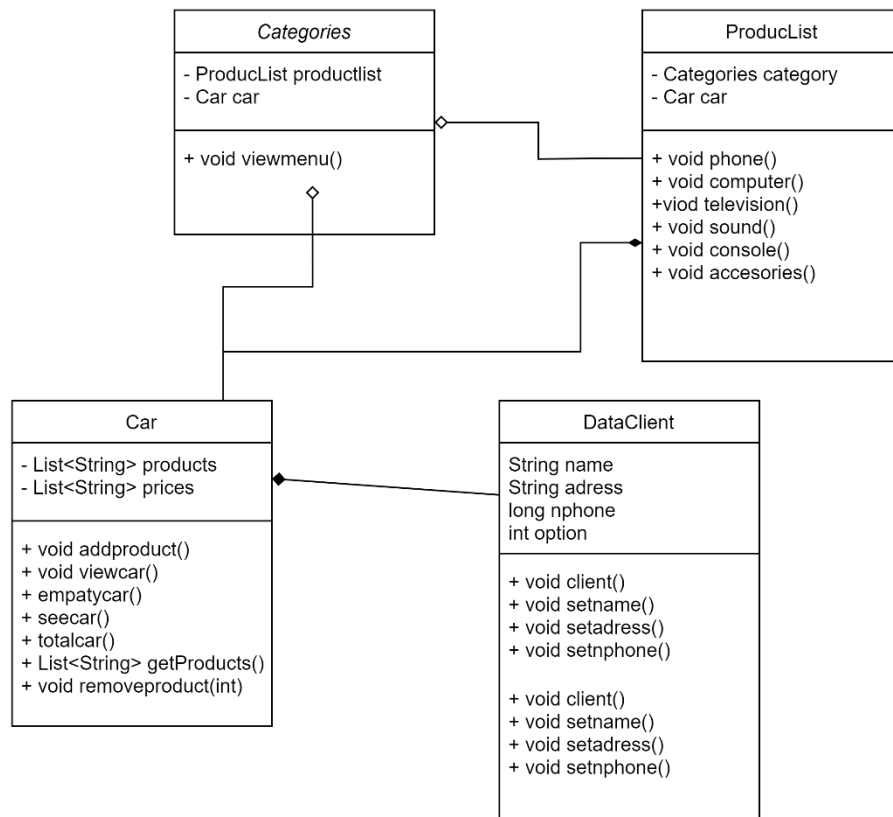 Categories
- ProducList productlist
- Car car
+ void viewmenu()
ProducList
- Categories category
- Car car
+ void phone()
+ void computer()
+viod television()
+ void sound()
+ void console()
+ void accesories()
Car
- List<String> products
- List<String> prices
+ void addproduct()
+ void viewcar()
+ empatycar()
+ seecar()
+ totalcar()
+ List<String> getProducts()
+ void removeproduct(int)
DataClient
String name
String adress
long nphone
int option
+ void client()
+ void setname()
+ void setadress()
+ void setnphone()
+ void client()
+ void setname()
+ void setadress()
+ void setnphone()